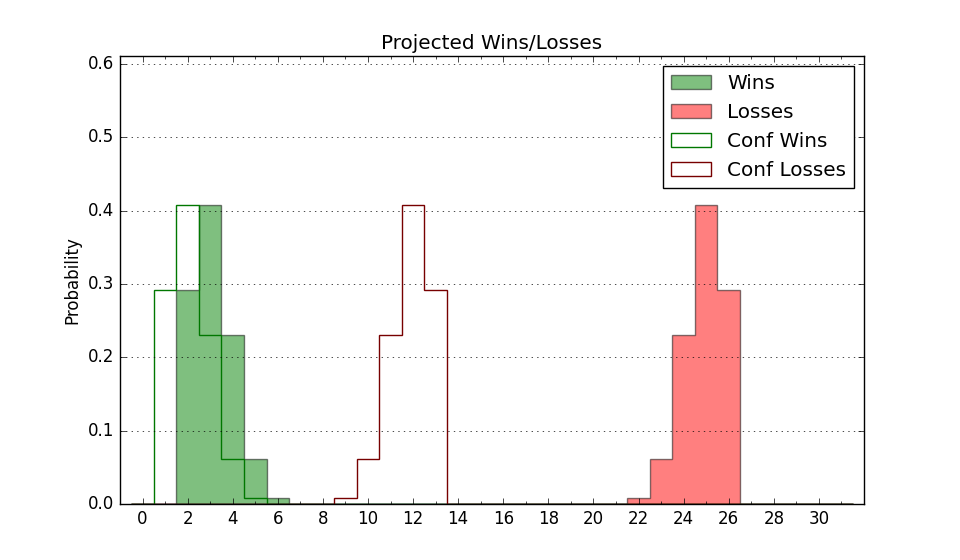 Projected Wins/Losses
Probability
0.6
0.5
0.4
0.3
0.2
0.1
0.0
Wins
Losses
Conf Wins
Conf Losses
0 2 4 6 8 10 12 14 16 18 20 22 24 26 28 30